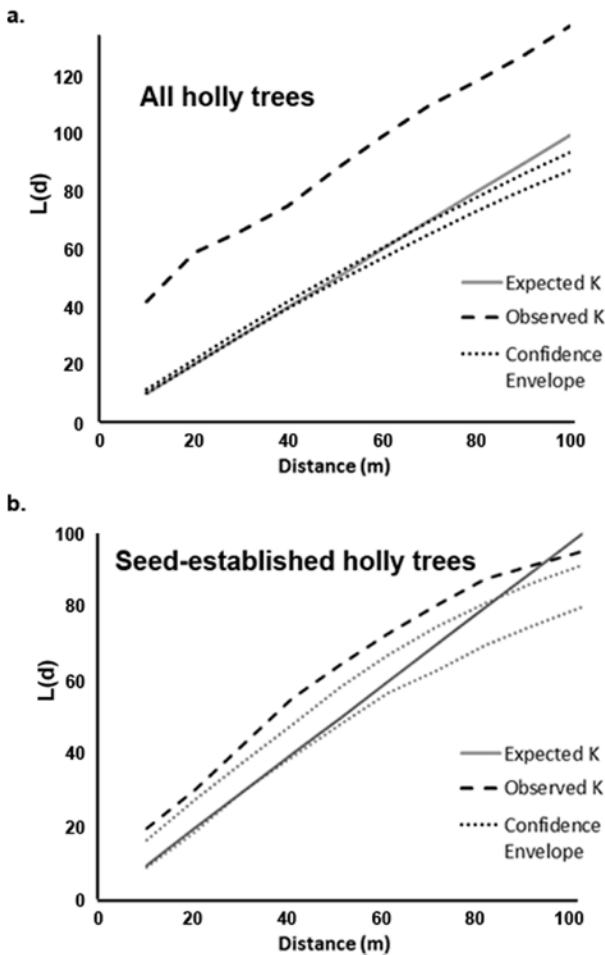 a.
120
All holly trees
100
80
L(d)
60
Expected K
40
Observed K
20
Confidence
Envelope
0
0 20 40 60 80 100
Distance (m)
b.
100
Seed-established holly trees
80
L(d)
60
40
Expected K
Observed K
20
Confidence
Envelope
0
0 20 40 60 80 100
Distance (m)